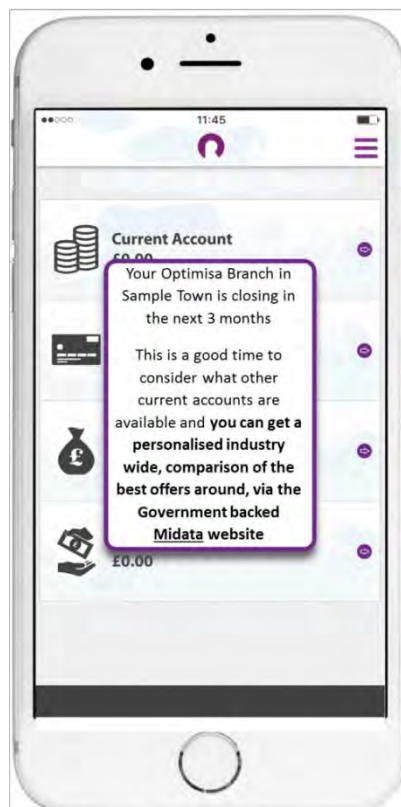 11:45
Current Account
£0.00
Your Optimisa Branch in
Sample Town is closing in
the next 3 months
This is a good time to
consider what other
current accounts are
available and you can get a
personalised industry
wide, comparison of the
best offers around, via the
Government backed
Midata website
£
£0.00